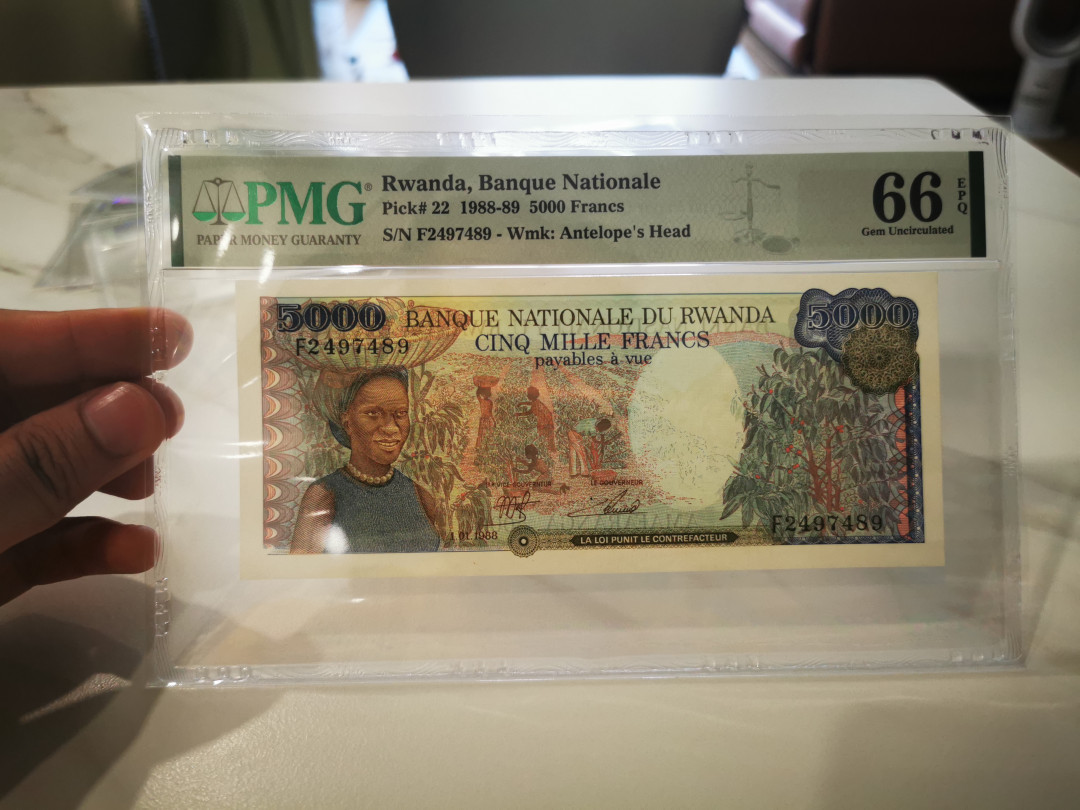 PMG®
PAPER MONEY GUARANTY
Rwanda, Banque Nationale
Pick# 22 1988-89 5000 Francs
S/N F2497489 - Wmk: Antelope's Head
66
EPQ
Gem Uncirculated
5000 BANQUE NATIONALE DU RWANDA 5000
F2497489 CINQ MILLE FRANCS
payables à vue
LE VICE-GOUVERNEUR LE GOUVERNEUR
F2497489
1.01.1988
LA LOI PUNIT LE CONTREFACTEUR